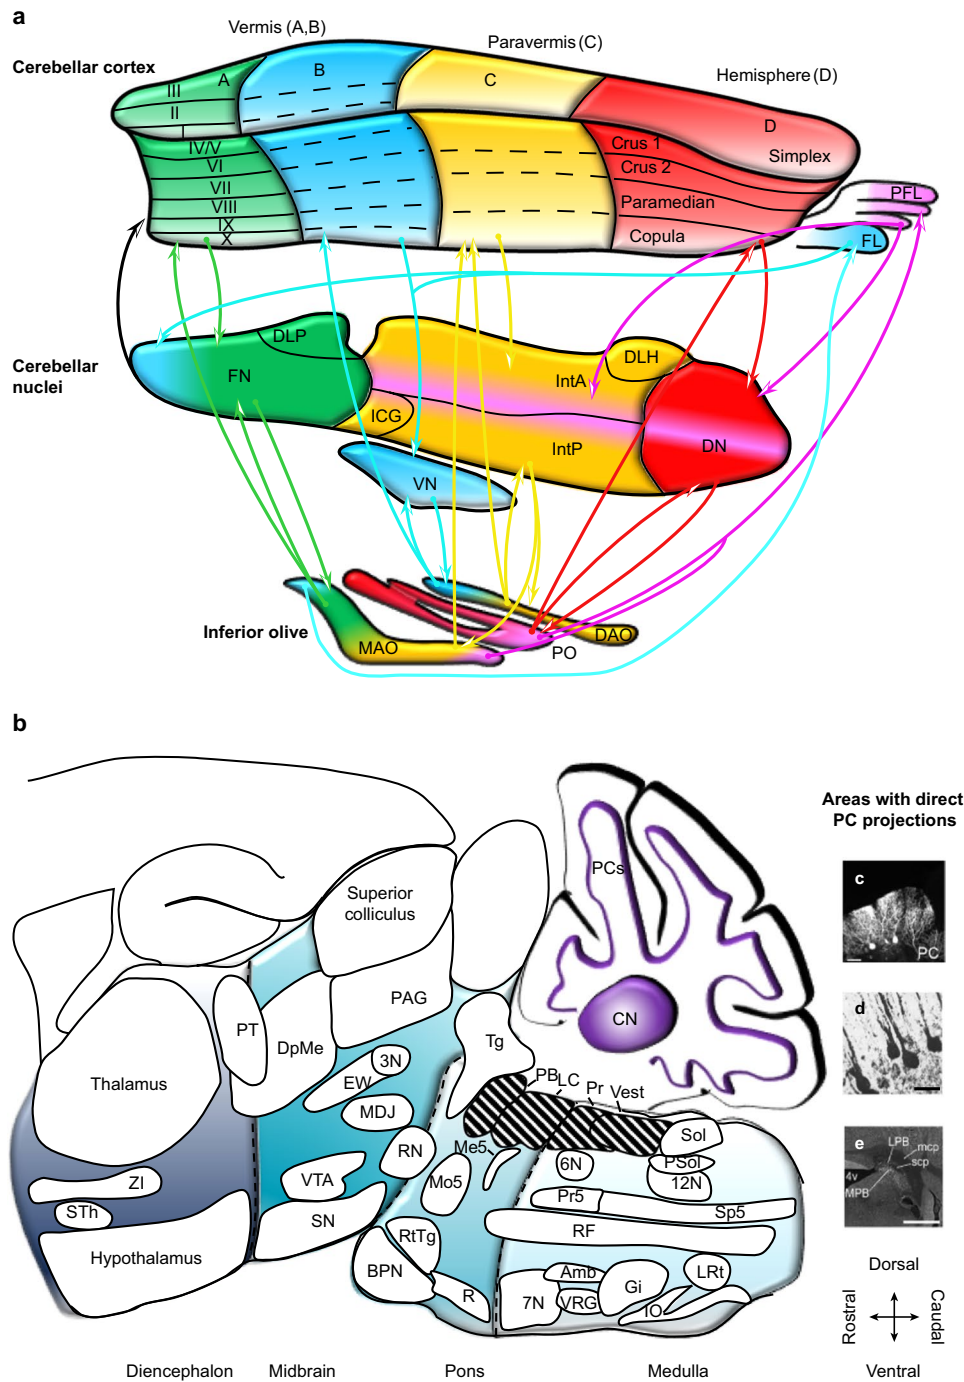 a
Vermis (A,B)
Paravermis (C)
Hemisphere (D)
Cerebellar cortex
A
B
C
D
III
II
I
IV/V
VI
VII
VIII
IX
X
Simplex
Crus 1
Crus 2
Paramedian
Copula
PFL
FL
Cerebellar
nuclei
DLP
FN
ICG
IntA
DLH
IntP
DN
VN
Inferior olive
MAO
PO
DAO
b
Areas with direct
PC projections
Superior
colliculus
PCs
c
PC
PAG
CN
d
PT
DpMe
Tg
Thalamus
3N
EW
MDJ
PB
LC
Pr
Vest
RN
Me5
Sol
e
LPB
mcp
scp
4v
MPB
ZI
VTA
Mo5
6N
PSol
12N
STh
SN
Pr5
Sp5
Hypothalamus
RtTg
RF
BPN
R
7N
Amb
VRG
Gi
LRt
IO
Dorsal
Rostral
Caudal
Ventral
Diencephalon
Midbrain
Pons
Medulla